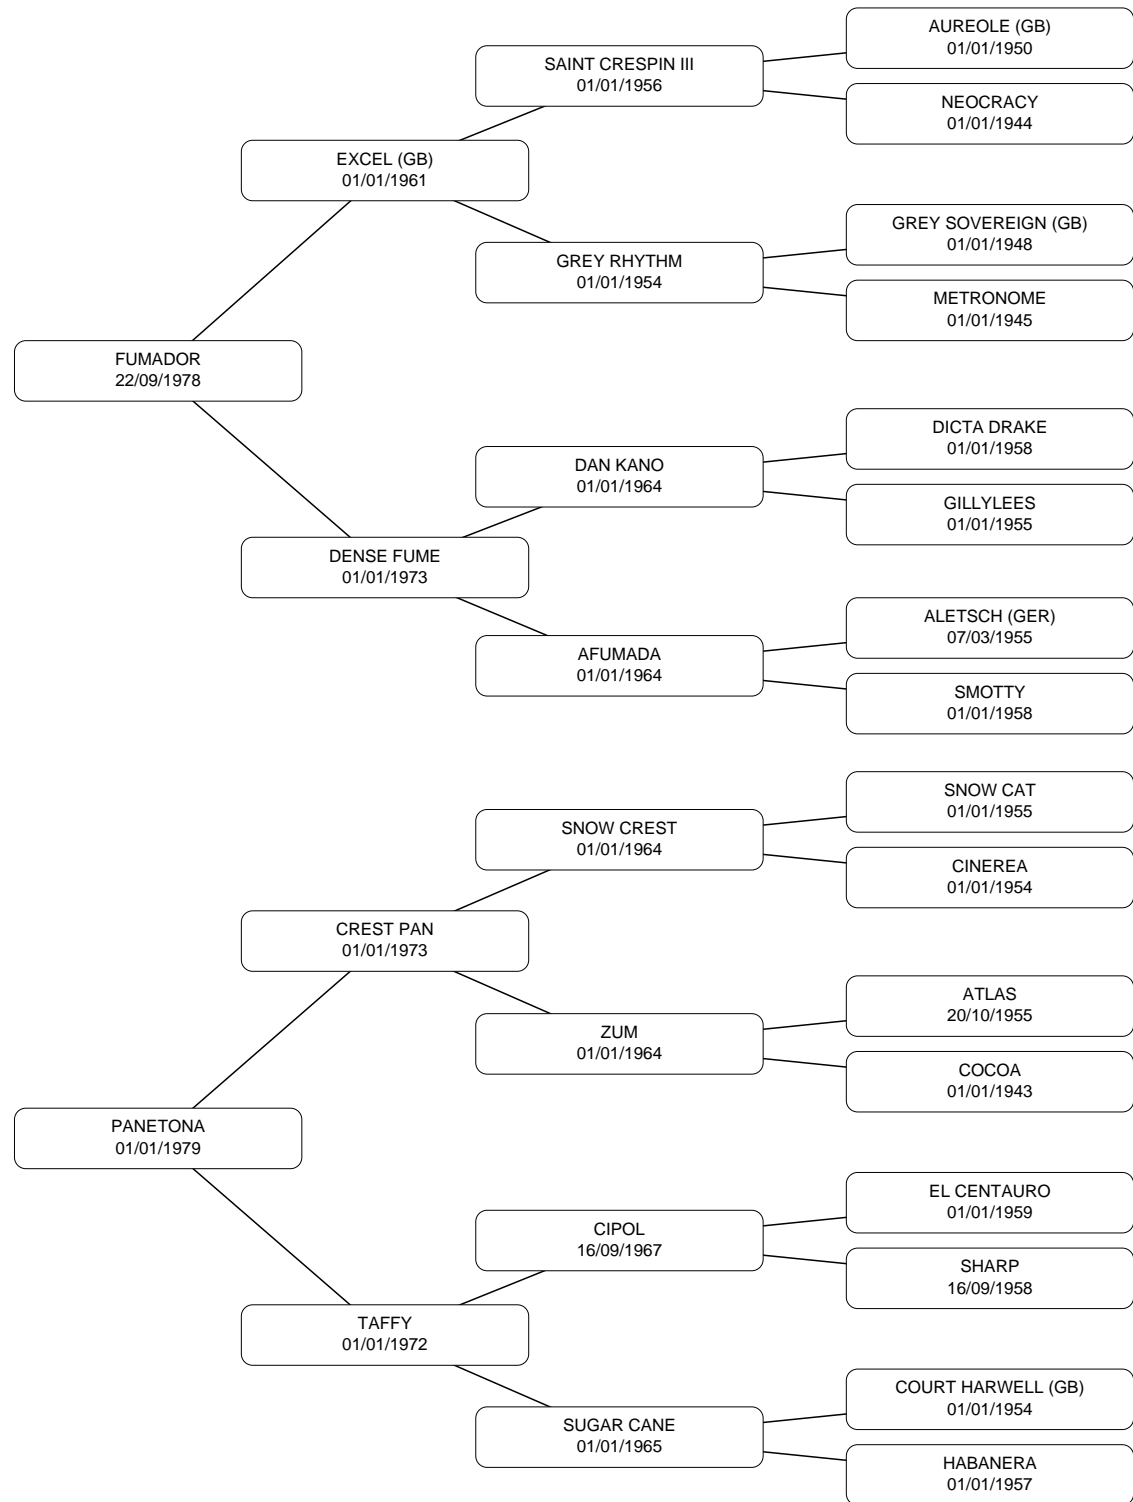 AUREOLE (GB)
01/01/1950
SAINT CRESPIN III
01/01/1956
NEOCRACY
01/01/1944
EXCEL (GB)
01/01/1961
GREY SOVEREIGN (GB)
01/01/1948
GREY RHYTHM
01/01/1954
METRONOME
01/01/1945
FUMADOR
22/09/1978
DICTA DRAKE
01/01/1958
DAN KANO
01/01/1964
GILLYLEES
01/01/1955
DENSE FUME
01/01/1973
ALETSCH (GER)
07/03/1955
AFUMADA
01/01/1964
SMOTTY
01/01/1958
SNOW CAT
01/01/1955
SNOW CREST
01/01/1964
CINEREA
01/01/1954
CREST PAN
01/01/1973
ATLAS
20/10/1955
ZUM
01/01/1964
COCOA
01/01/1943
PANETONA
01/01/1979
EL CENTAURO
01/01/1959
CIPOL
16/09/1967
SHARP
16/09/1958
TAFFY
01/01/1972
COURT HARWELL (GB)
01/01/1954
SUGAR CANE
01/01/1965
HABANERA
01/01/1957